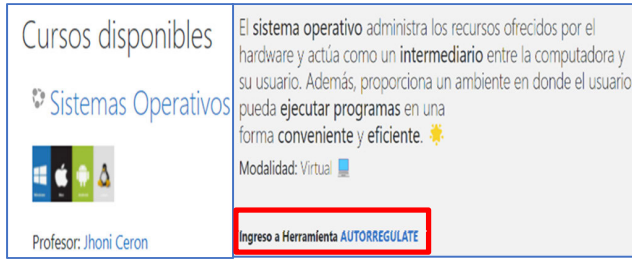 Cursos disponibles
Sistemas Operativos
Profesor: Jhoni Ceron
El sistema operativo administra los recursos ofrecidos por el
hardware y actúa como un intermediario entre la computadora y
su usuario. Además, proporciona un ambiente en donde el usuario
pueda ejecutar programas en una
forma conveniente y eficiente.
Modalidad: Virtual
Ingreso a Herramienta AUTORREGULATE